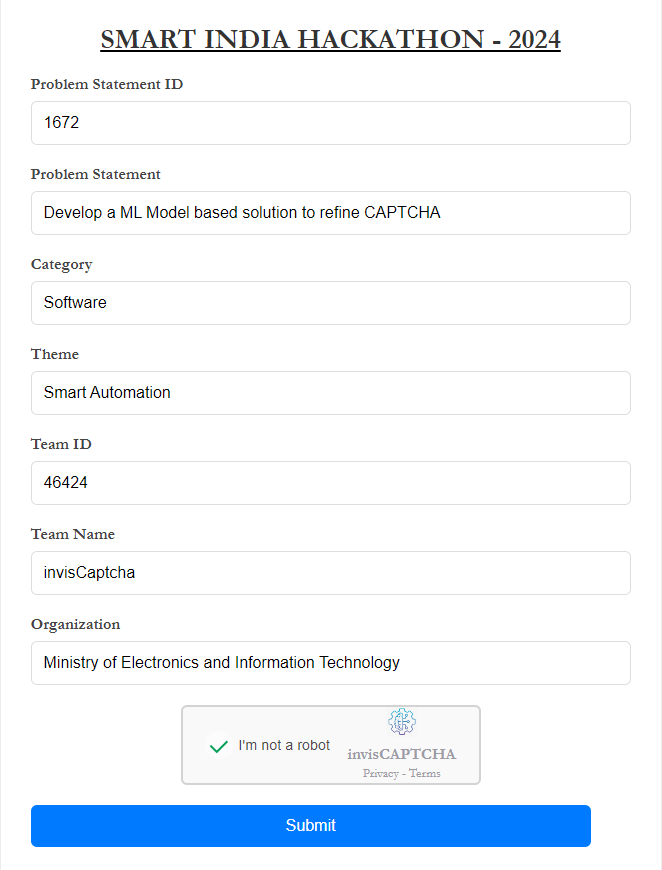 SMART INDIA HACKATHON - 2024
Problem Statement ID
1672
Problem Statement
Develop a ML Model based solution to refine CAPTCHA
Category
Software
Theme
Smart Automation
Team ID
46424
Team Name
invisCaptcha
Organization
Ministry of Electronics and Information Technology
I'm not a robot
invisCAPTCHA
Privacy - Terms
Submit